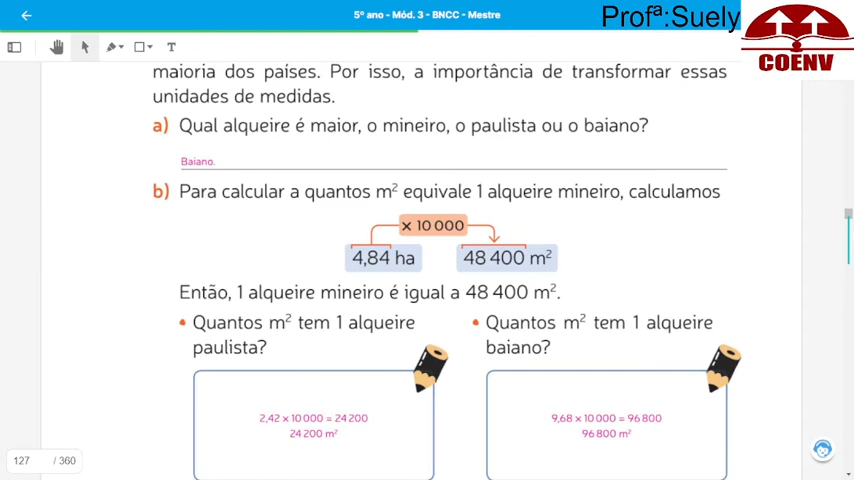 5º ano - Mód. 3 - BNCC - Mestre
Profª:Suely
COENV
T
maioria dos países. Por isso, a importância de transformar essas
unidades de medidas.
a) Qual alqueire é maior, o mineiro, o paulista ou o baiano?
Baiano.
b) Para calcular a quantos m² equivale 1 alqueire mineiro, calculamos
× 10 000
4,84 ha
48 400 m²
Então, 1 alqueire mineiro é igual a 48 400 m².
• Quantos m² tem 1 alqueire
paulista?
• Quantos m² tem 1 alqueire
baiano?
2,42 × 10 000 = 24 200
24 200 m²
9,68 × 10 000 = 96 800
96 800 m²
127 / 360